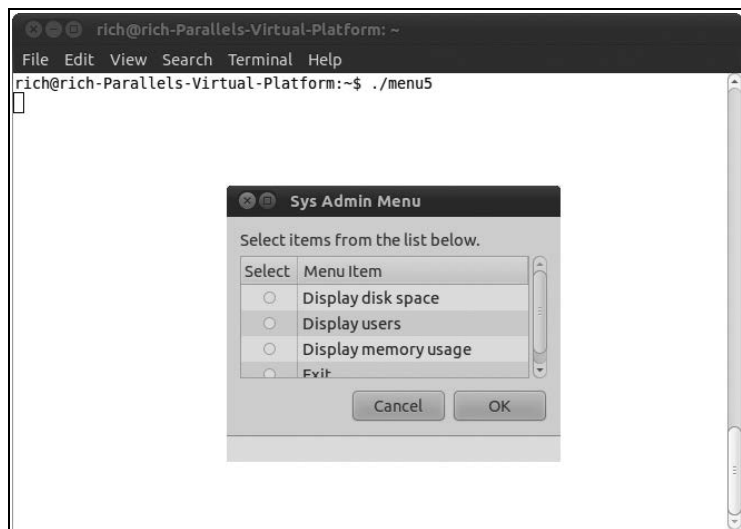 rich@rich-Parallels-Virtual-Platform: ~
File Edit View Search Terminal Help
rich@rich-Parallels-Virtual-Platform:~$ ./menu5
Sys Admin Menu
Select items from the list below.
Select Menu Item
Display disk space
Display users
Display memory usage
Exit
Cancel OK